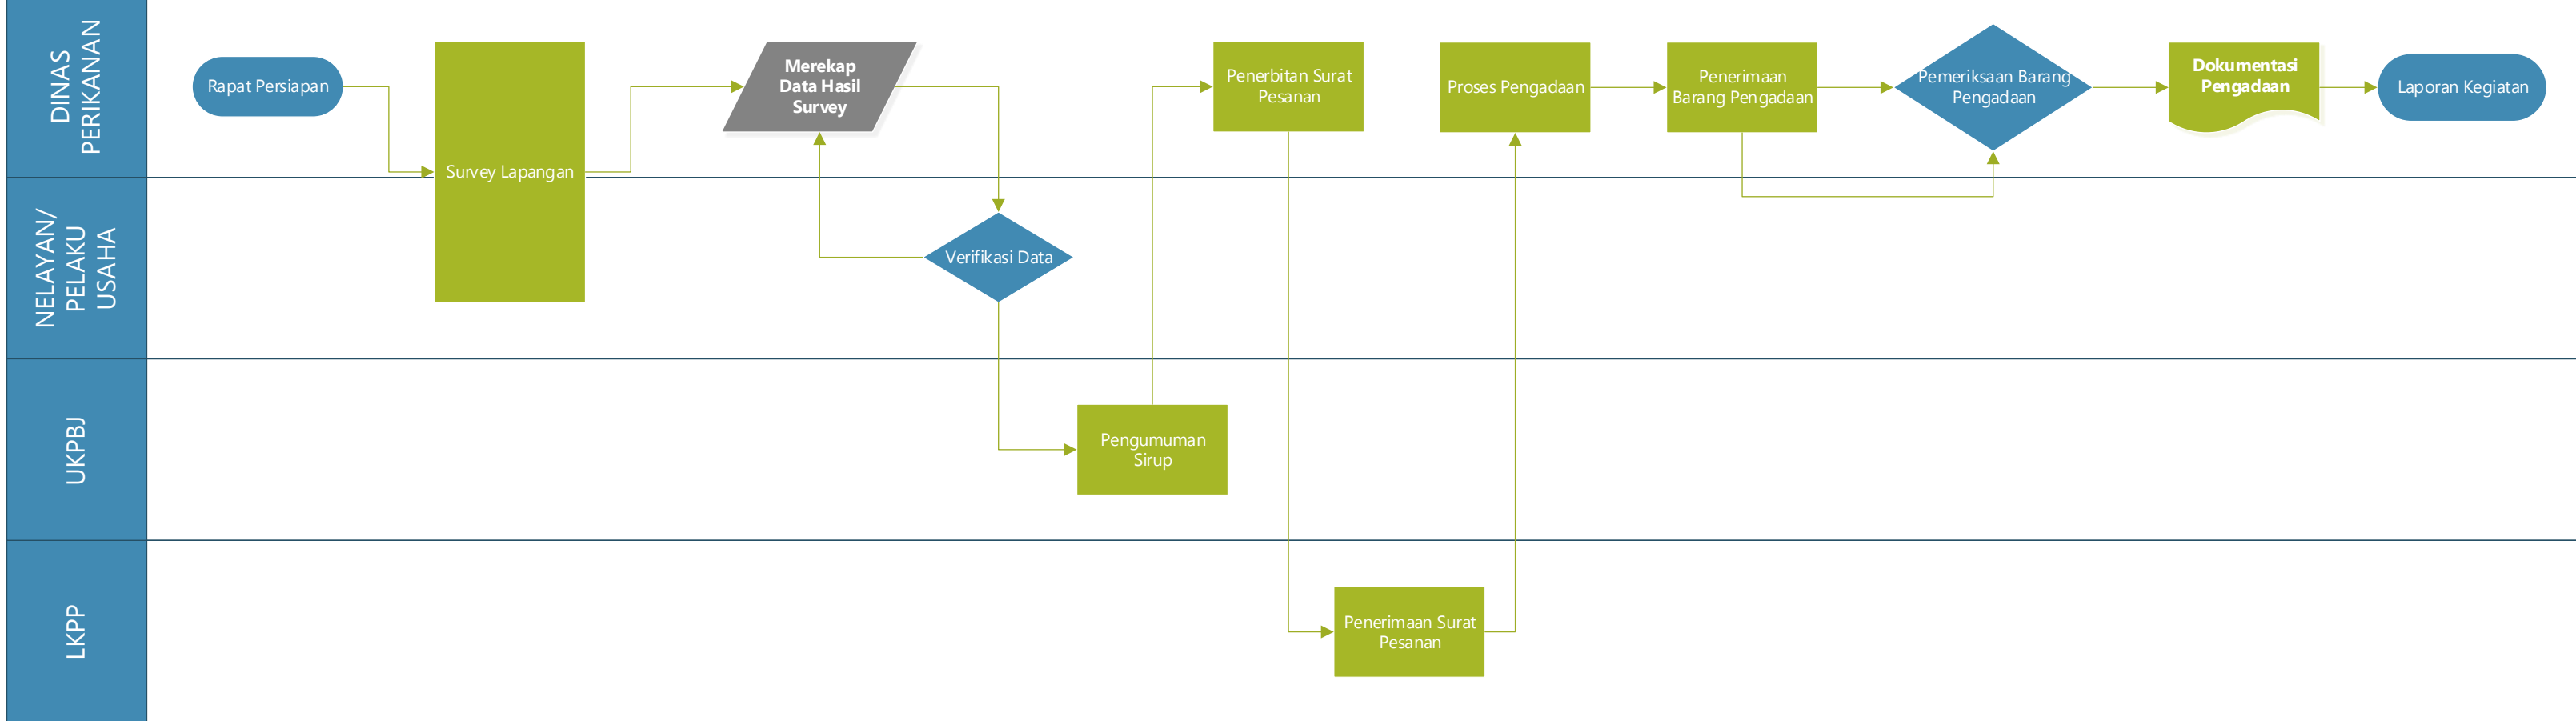 DINAS
PERIKANAN
Rapat Persiapan
Survey Lapangan
Merekap
Data Hasil
Survey
Penerbitan Surat
Pesanan
Proses Pengadaan
Penerimaan
Barang Pengadaan
Pemeriksaan Barang
Pengadaan
Dokumentasi
Pengadaan
Laporan Kegiatan
NELAYAN/
PELAKU
USAHA
Verifikasi Data
UKPBJ
Pengumuman
Sirup
LKPP
Penerimaan Surat
Pesanan